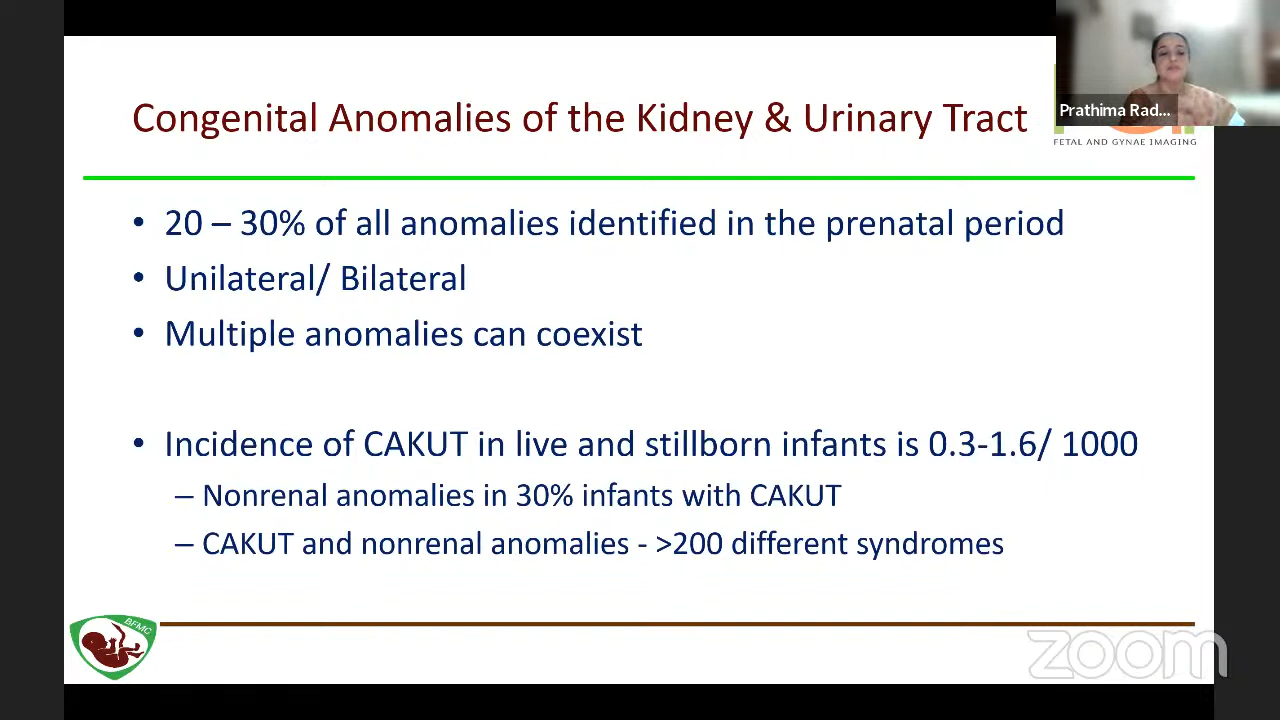 Congenital Anomalies of the Kidney & Urinary Tract
Prathima Rad...
FETAL AND GYNAE IMAGING
• 20 – 30% of all anomalies identified in the prenatal period
• Unilateral/ Bilateral
• Multiple anomalies can coexist
• Incidence of CAKUT in live and stillborn infants is 0.3-1.6/ 1000
– Nonrenal anomalies in 30% infants with CAKUT
– CAKUT and nonrenal anomalies - >200 different syndromes
BFMC
zoom